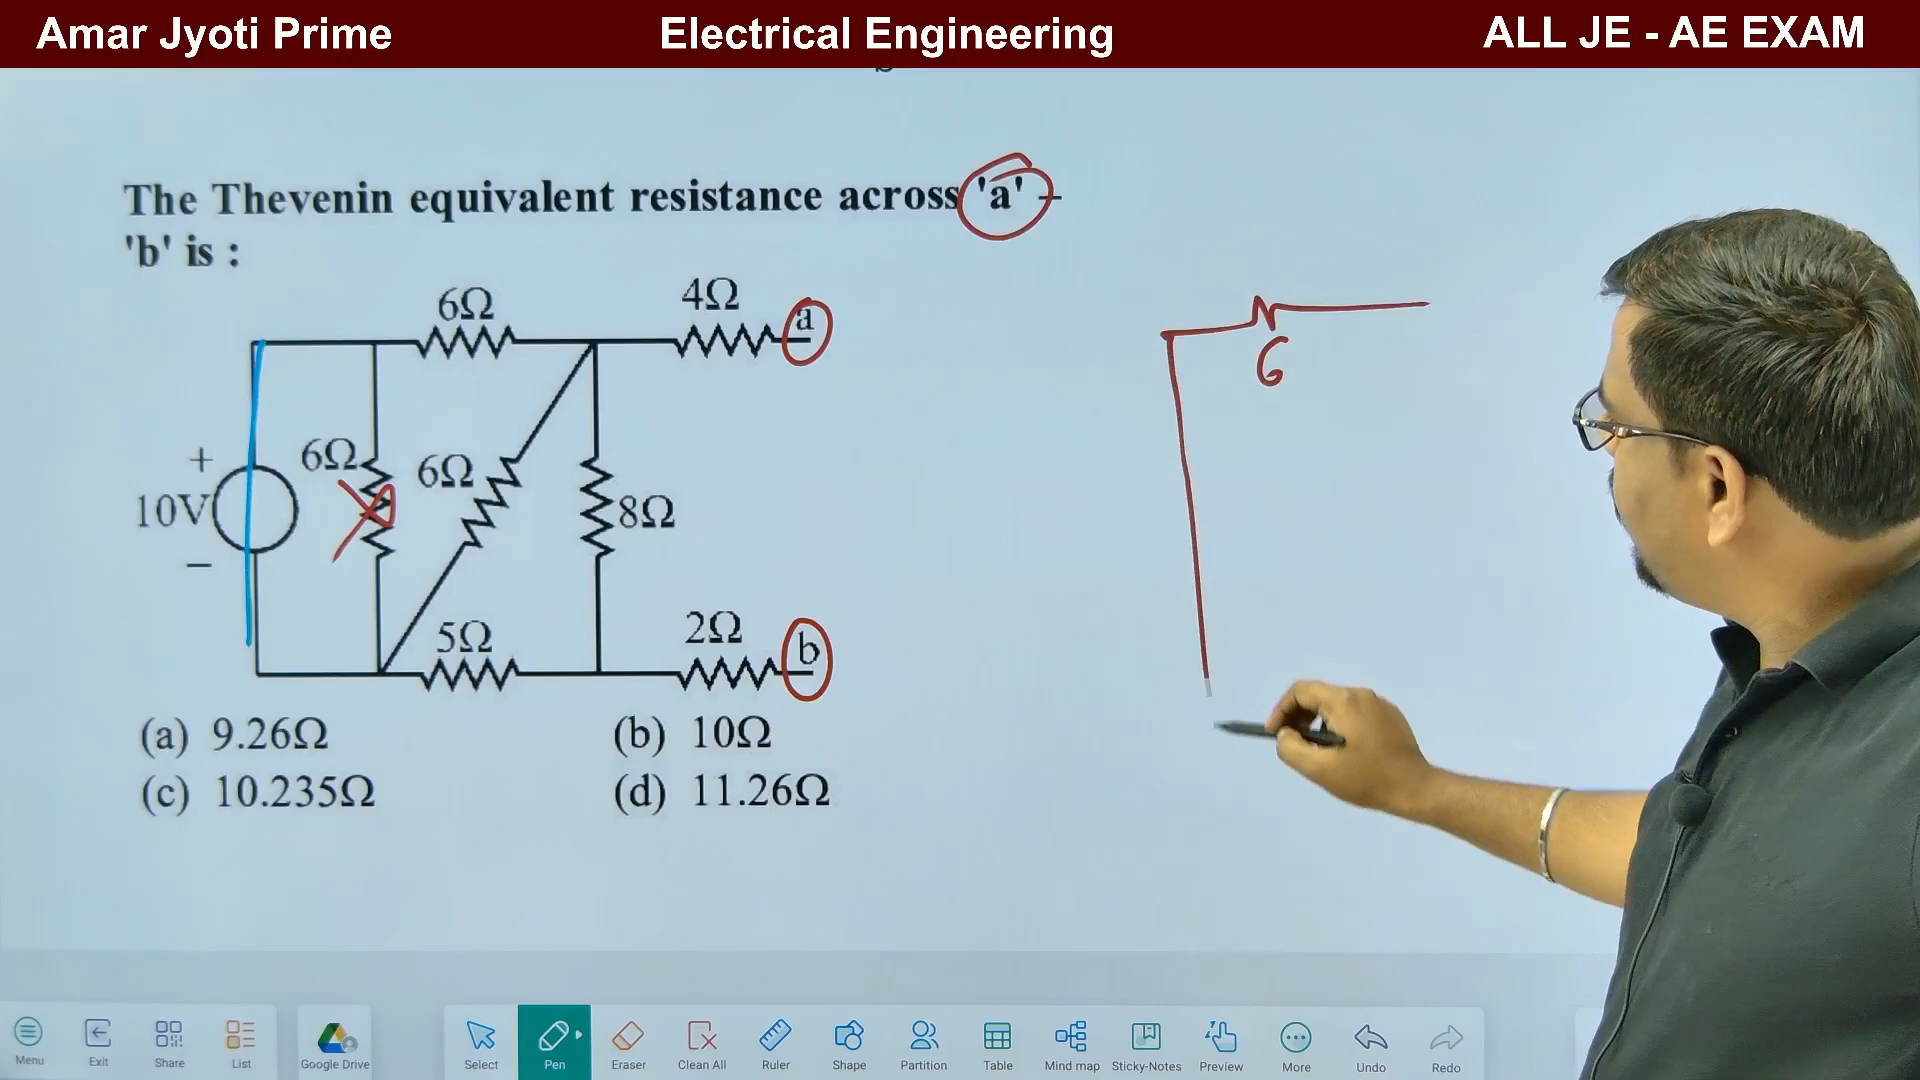 Amar Jyoti Prime Electrical Engineering ALL JE - AE EXAM
The Thevenin equivalent resistance across 'a' –
'b' is :
6Ω 4Ω a
6
+ 6Ω 6Ω
10V 8Ω
−
5Ω 2Ω b
(a) 9.26Ω (b) 10Ω
(c) 10.235Ω (d) 11.26Ω
Menu Exit Share List Google Drive Select Pen Eraser Clean All Ruler Shape Partition Table Mind map Sticky-Notes Preview More Undo Redo